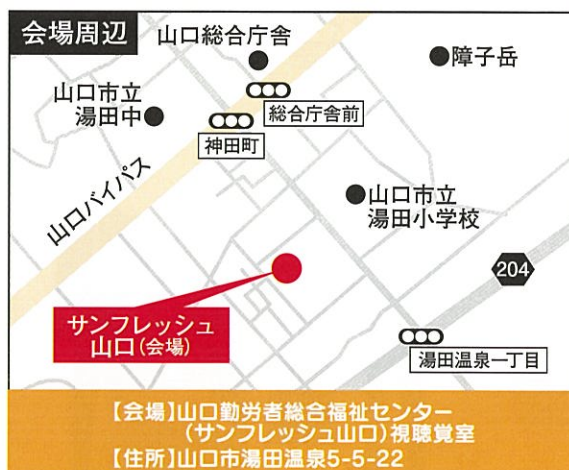 会場周辺
山口総合庁舎
障子岳
山口市立
湯田中
総合庁舎前
神田町
山口バイパス
山口市立
湯田小学校
204
サンフレッシュ
山口(会場)
湯田温泉一丁目
【会場】山口勤労者総合福祉センター
(サンフレッシュ山口)視聴覚室
【住所】山口市湯田温泉5-5-22